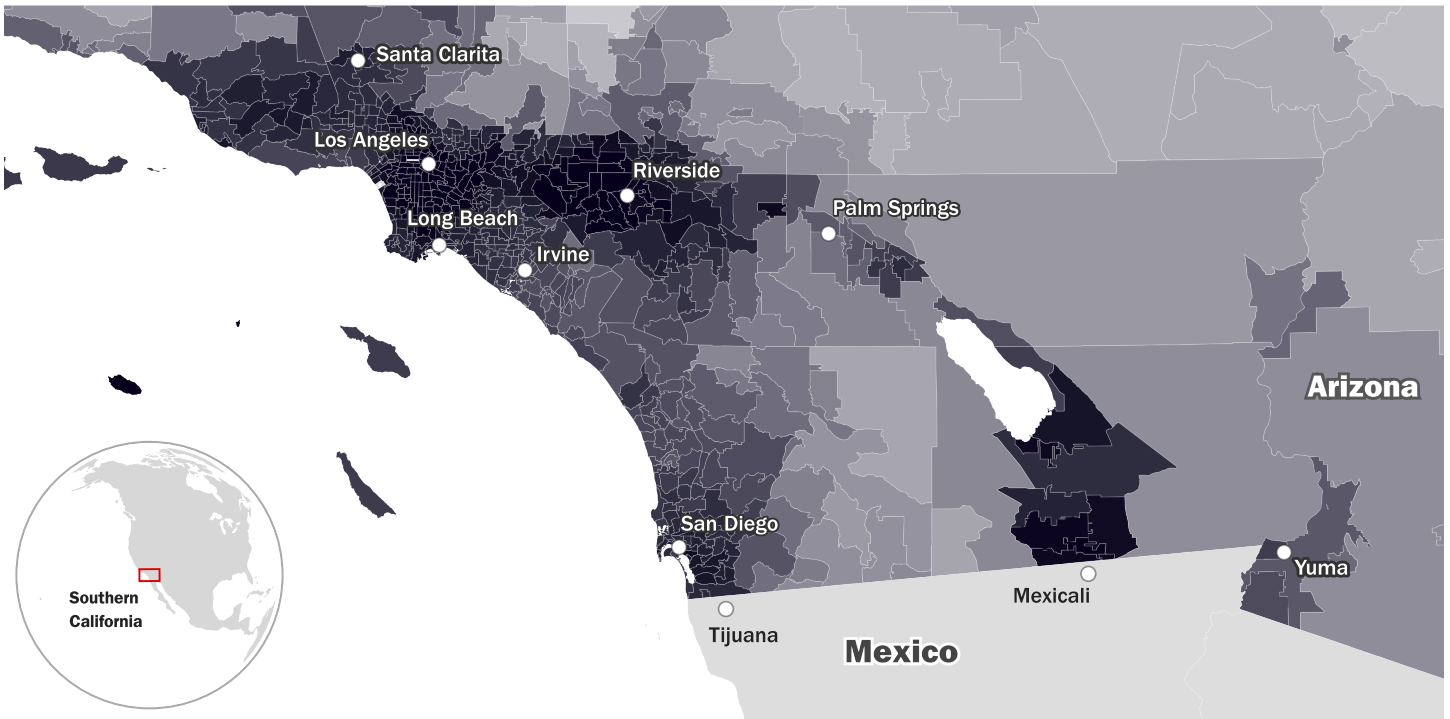 Santa Clarita
Los Angeles
Riverside
Palm Springs
Long Beach
Irvine
Arizona
San Diego
Yuma
Mexicali
Southern
California
Tijuana
Mexico